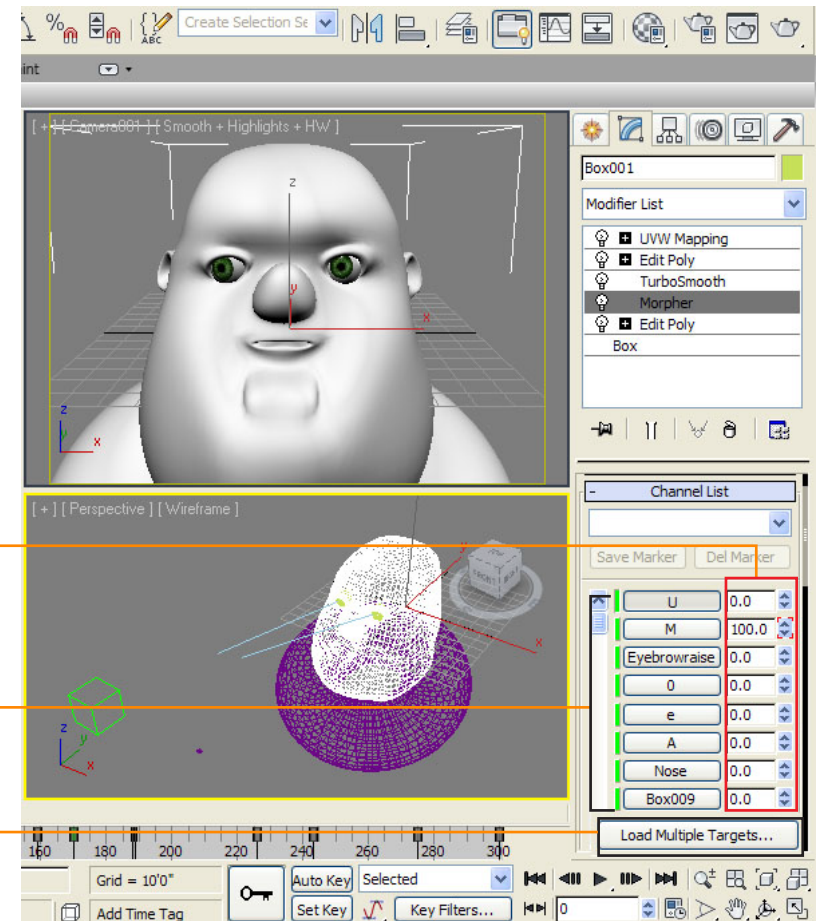 %
ABC
Create Selection Se
int
[ + ] [ Camera001 ] [ Smooth + Highlights + HW ]
z
y
x
z
x
Box001
Modifier List
UVW Mapping
Edit Poly
TurboSmooth
Morpher
Edit Poly
Box
[ + ] [ Perspective ] [ Wireframe ]
y
x
z
y
x
- Channel List
Save Marker
Del Marker
U 0.0
M 100.0
Eyebrowraise 0.0
0 0.0
e 0.0
A 0.0
Nose 0.0
Box009 0.0
Load Multiple Targets...
160 180 200 220 240 260 280 300
Grid = 10'0"
Auto Key
Selected
Add Time Tag
Set Key
Key Filters...
0